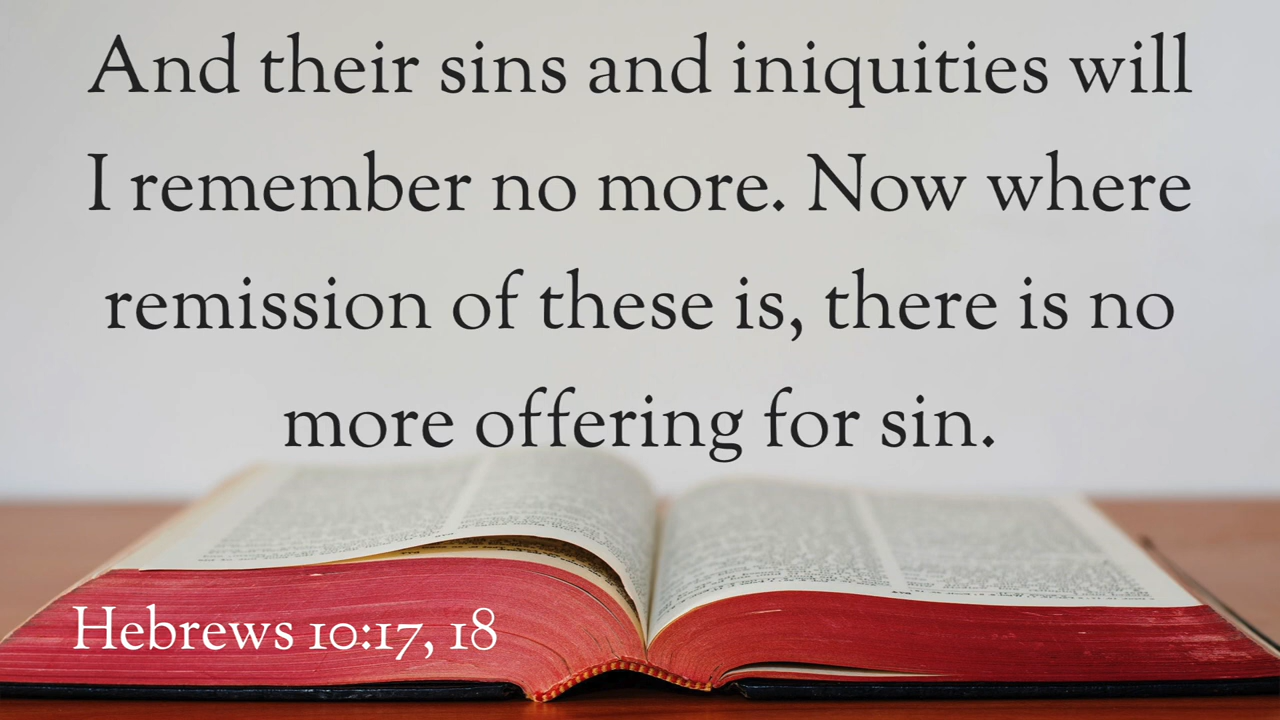 And their sins and iniquities will
I remember no more. Now where
remission of these is, there is no
more offering for sin.
Hebrews 10:17, 18